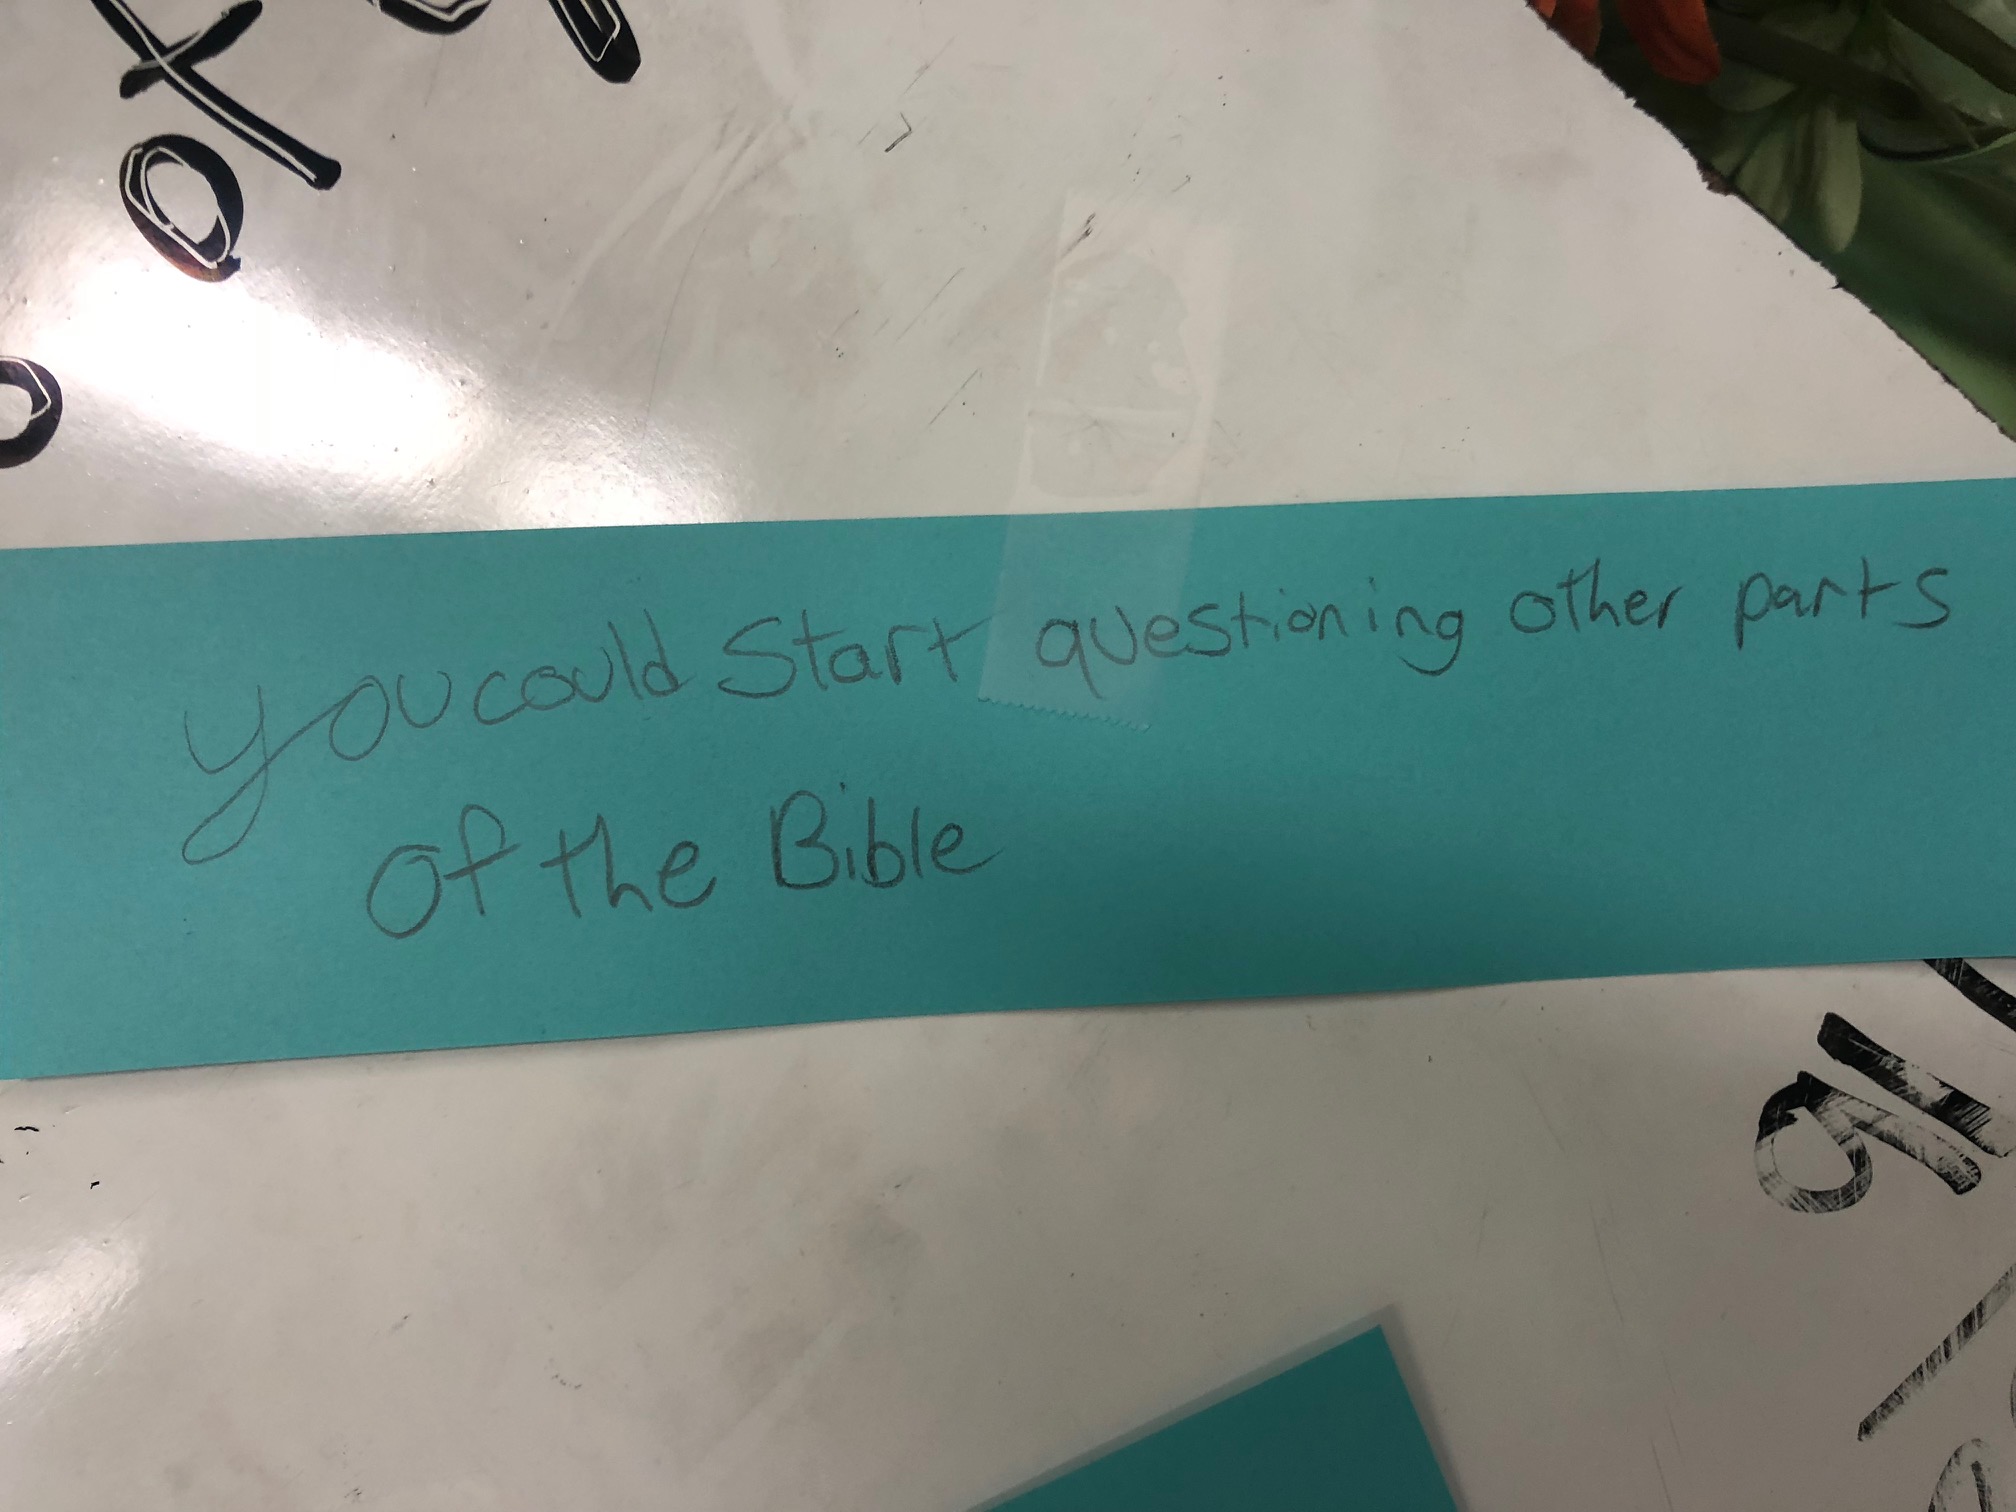 you could Start questioning other parts
Of the Bible